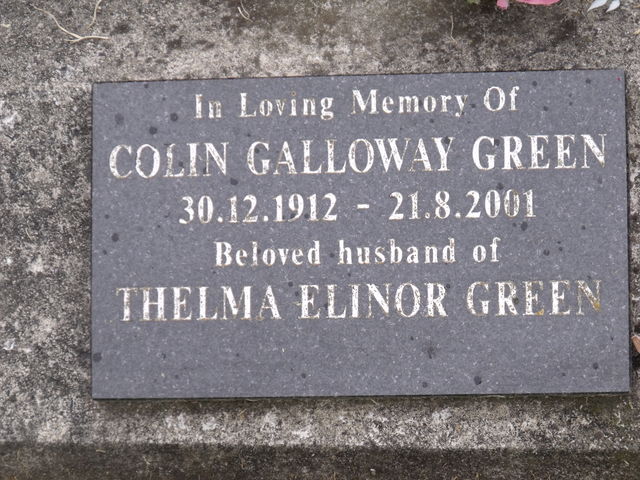 In Loving Memory Of
COLIN GALLOWAY GREEN
30.12.1912 - 21.8.2001
Beloved husband of
THELMA ELINOR GREEN